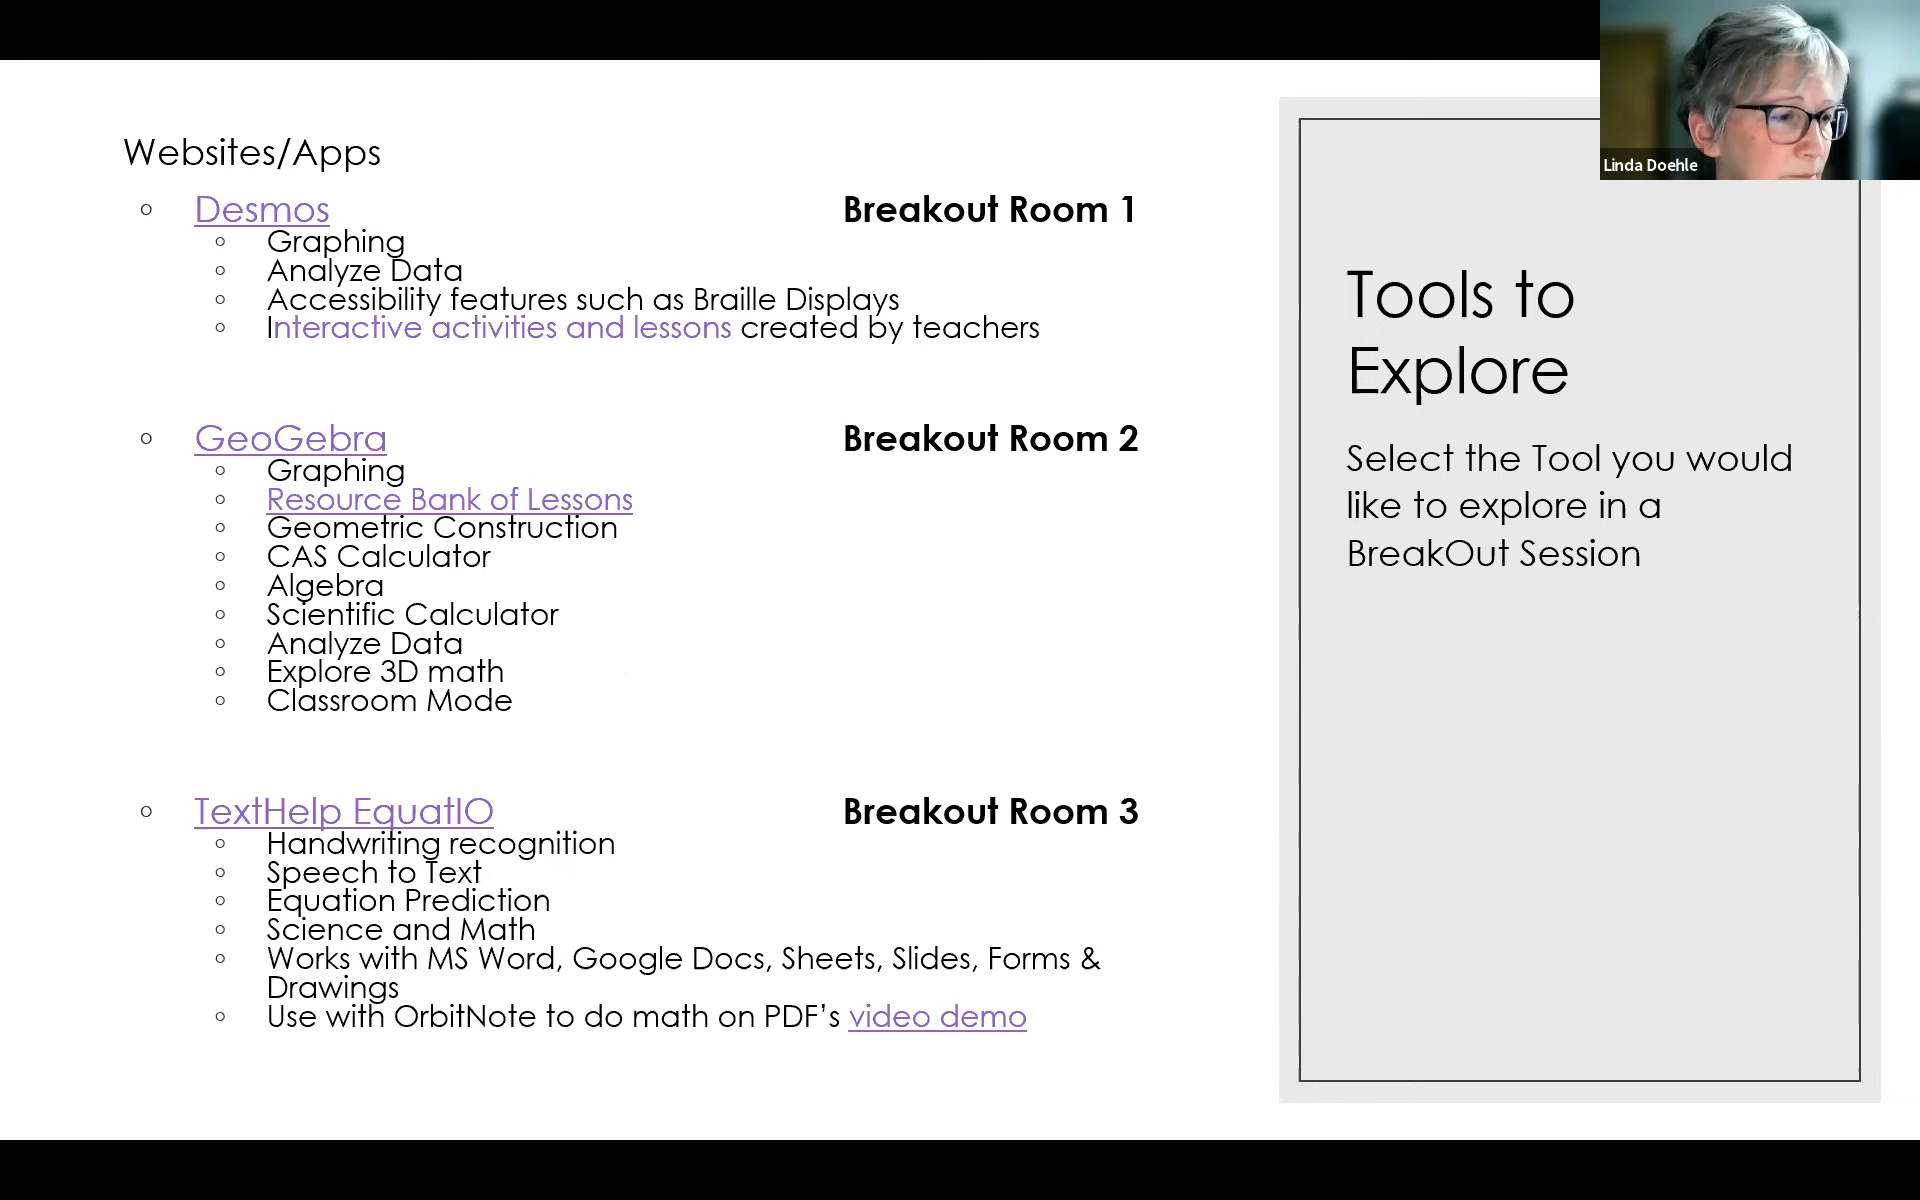 Websites/Apps
Desmos Breakout Room 1
Graphing
Analyze Data
Accessibility features such as Braille Displays
Interactive activities and lessons created by teachers
GeoGebra Breakout Room 2
Graphing
Resource Bank of Lessons
Geometric Construction
CAS Calculator
Algebra
Scientific Calculator
Analyze Data
Explore 3D math
Classroom Mode
TextHelp EquatIO Breakout Room 3
Handwriting recognition
Speech to Text
Equation Prediction
Science and Math
Works with MS Word, Google Docs, Sheets, Slides, Forms &
Drawings
Use with OrbitNote to do math on PDF’s video demo
Tools to
Explore
Select the Tool you would
like to explore in a
BreakOut Session
Linda Doehle